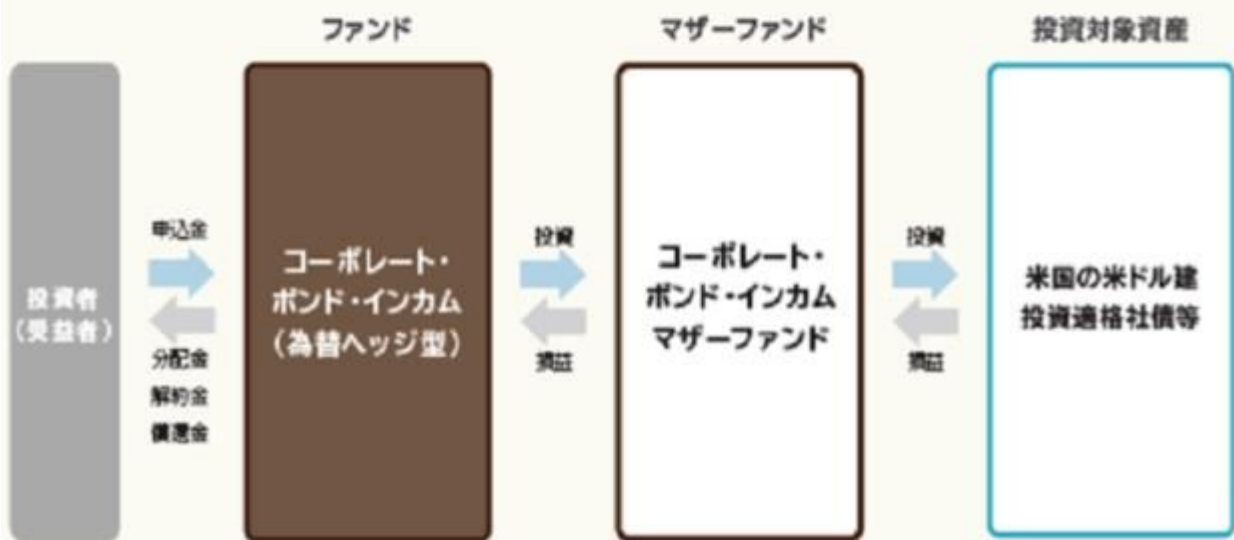 ファンド
マザーファンド
投資対象資産
投資者
(受益者)
申込金
分配金
解約金
償還金
コーポレート・
ボンド・インカム
(為替ヘッジ型)
投資
損益
コーポレート・
ボンド・インカム
マザーファンド
投資
損益
米国の米ドル建
投資適格社債等